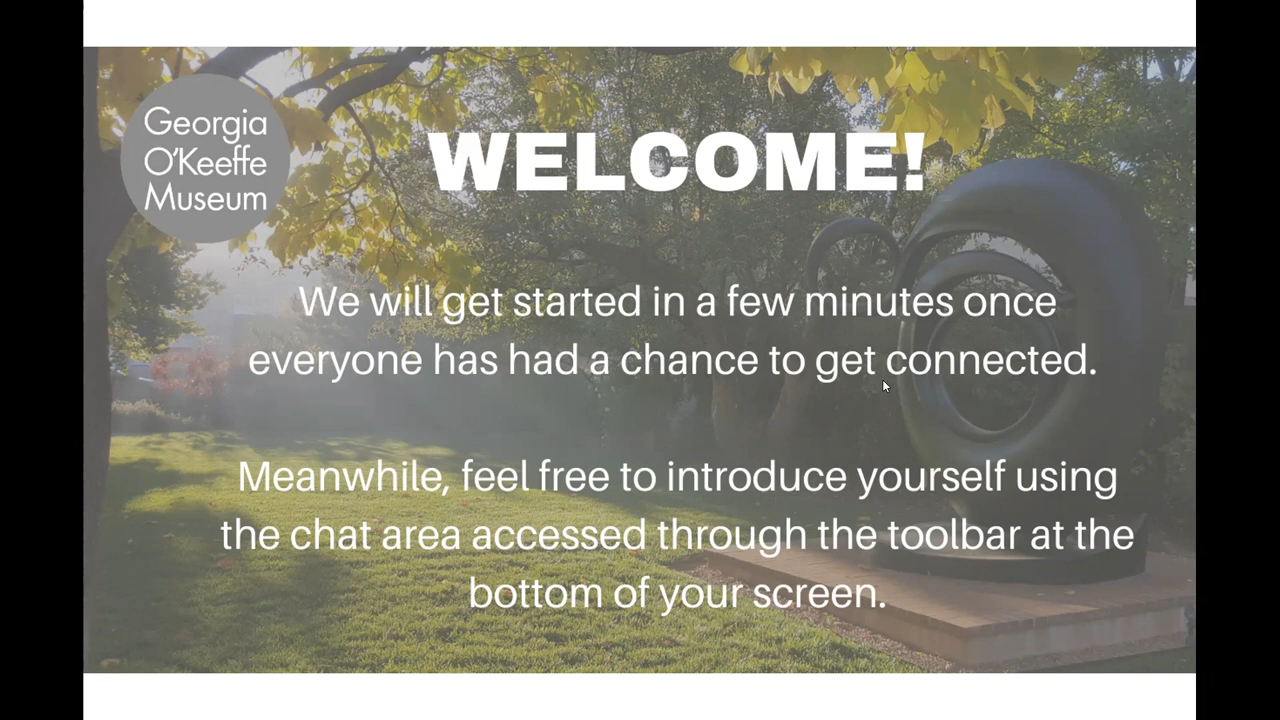 Georgia
O'Keeffe
Museum
WELCOME!
We will get started in a few minutes once
everyone has had a chance to get connected.
Meanwhile, feel free to introduce yourself using
the chat area accessed through the toolbar at the
bottom of your screen.